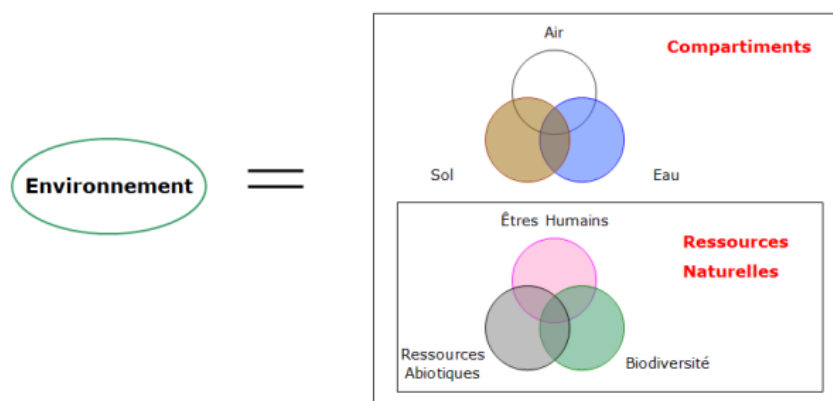 Environnement
=
Air
Compartiments
Sol
Eau
Êtres Humains
Ressources
Naturelles
Ressources
Abiotiques
Biodiversité